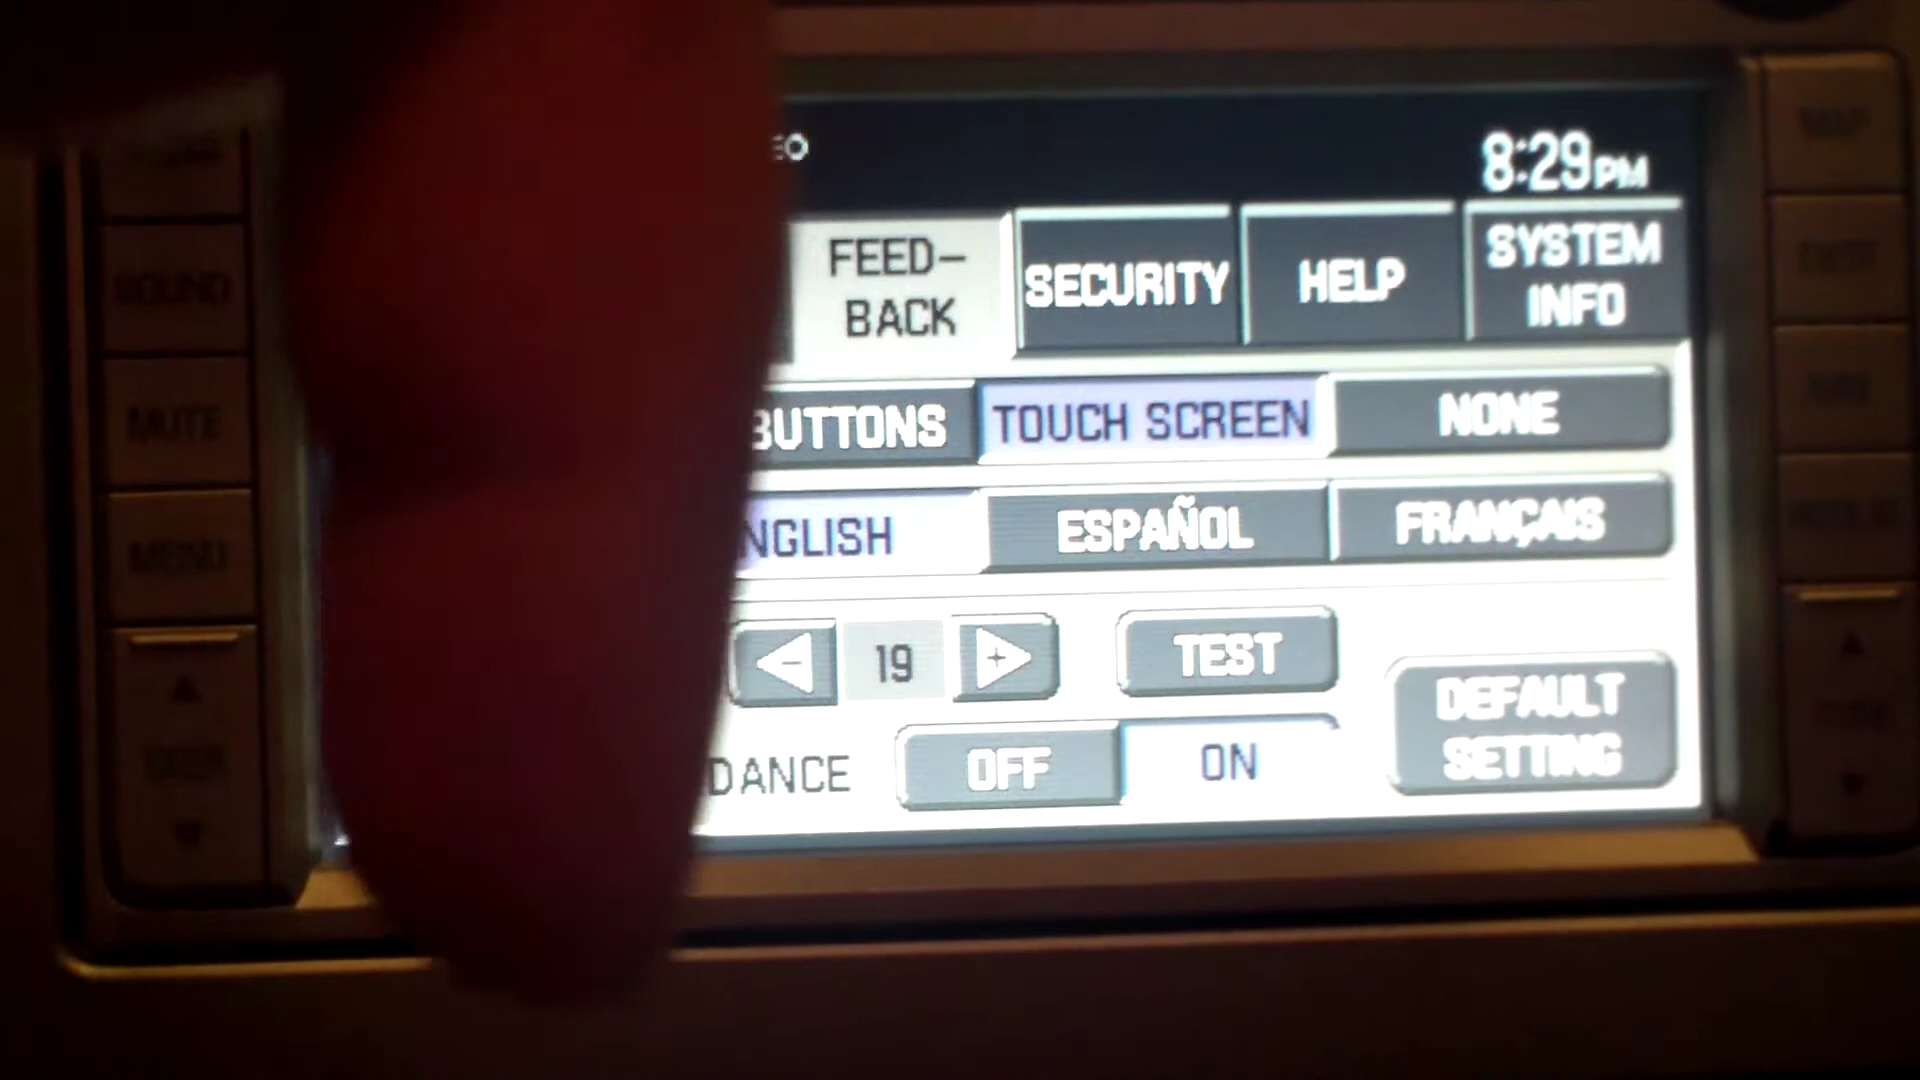 8:29PM
FEED-
BACK
SECURITY
HELP
SYSTEM
INFO
BUTTONS
TOUCH SCREEN
NONE
NGLISH
ESPAÑOL
FRANÇAIS
19
TEST
DEFAULT
SETTING
DANCE
OFF
ON
SOUND
MUTE
MENU